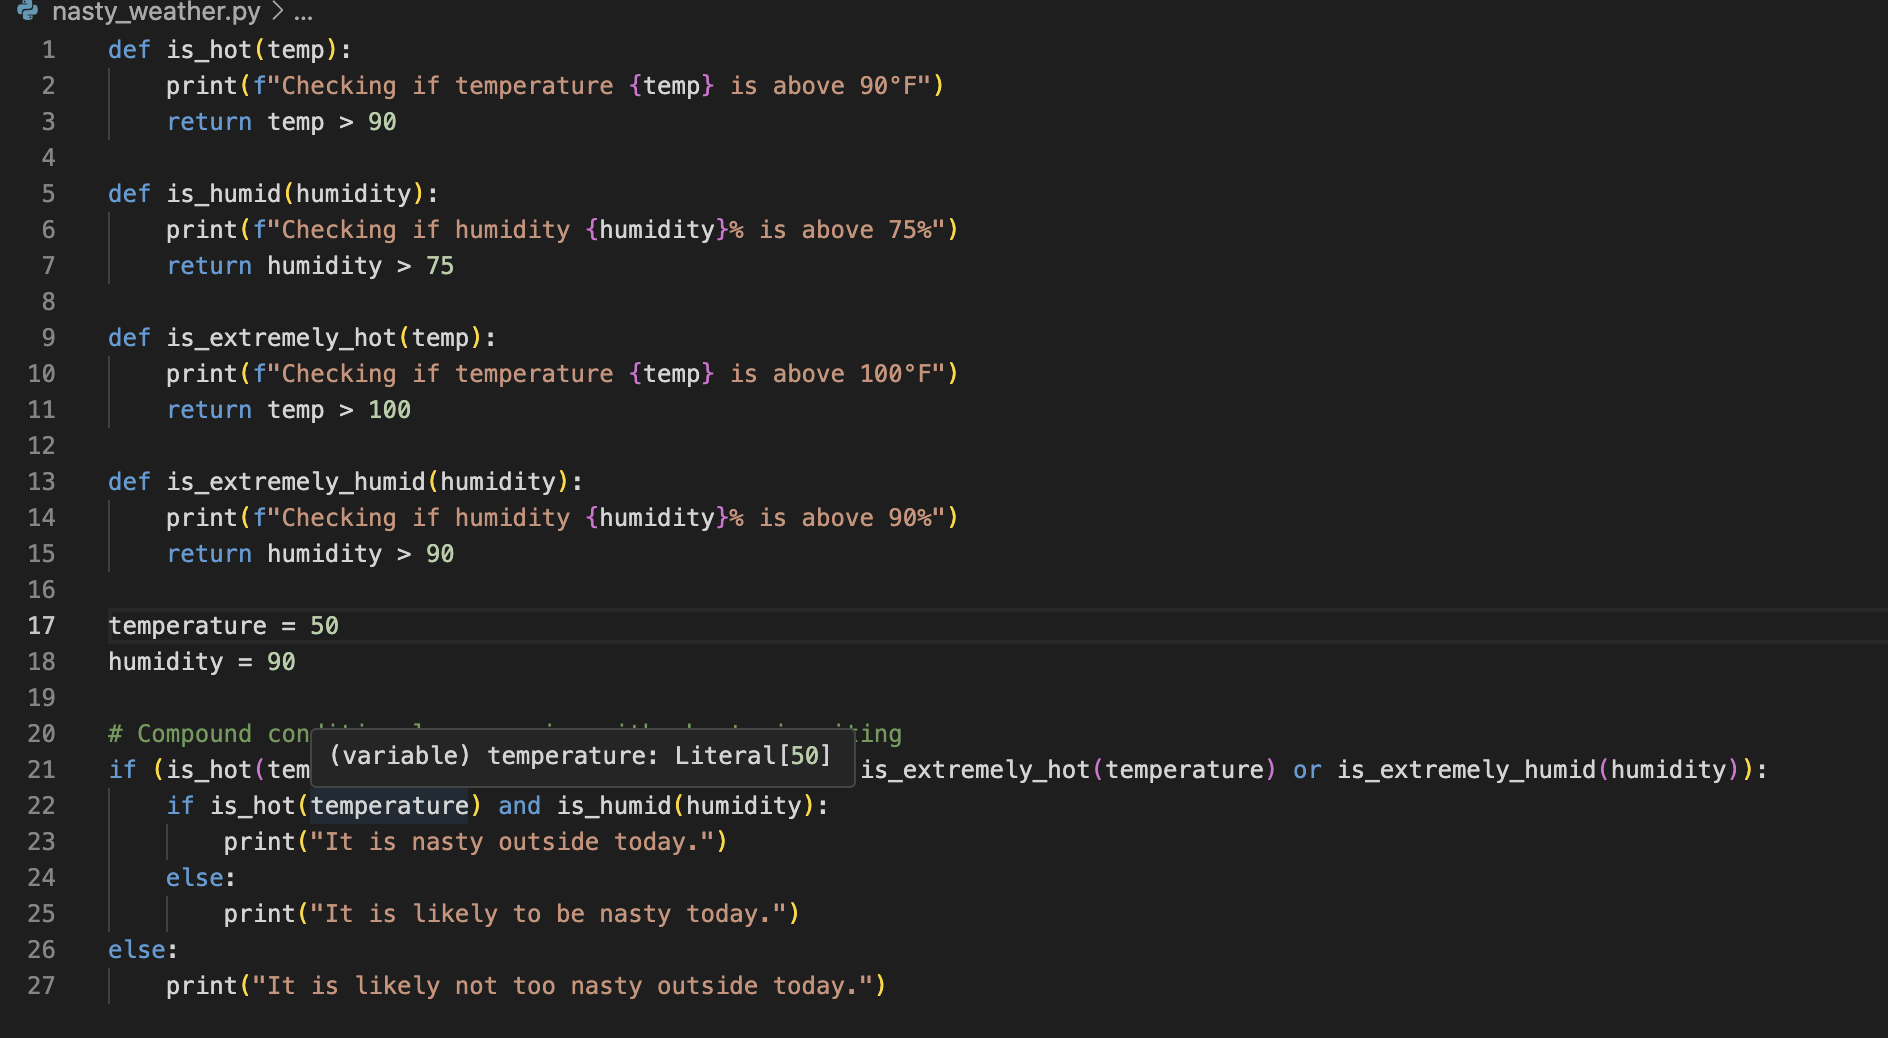 nasty_weather.py > ...
1 def is_hot(temp):
2     print(f"Checking if temperature {temp} is above 90°F")
3     return temp > 90
4
5 def is_humid(humidity):
6     print(f"Checking if humidity {humidity}% is above 75%")
7     return humidity > 75
8
9 def is_extremely_hot(temp):
10     print(f"Checking if temperature {temp} is above 100°F")
11     return temp > 100
12
13 def is_extremely_humid(humidity):
14     print(f"Checking if humidity {humidity}% is above 90%")
15     return humidity > 90
16
17 temperature = 50
18 humidity = 90
19
20 # Compound con iting
(variable) temperature: Literal[50]
21 if (is_hot(tem is_extremely_hot(temperature) or is_extremely_humid(humidity)):
22     if is_hot(temperature) and is_humid(humidity):
23         print("It is nasty outside today.")
24     else:
25         print("It is likely to be nasty today.")
26 else:
27     print("It is likely not too nasty outside today.")